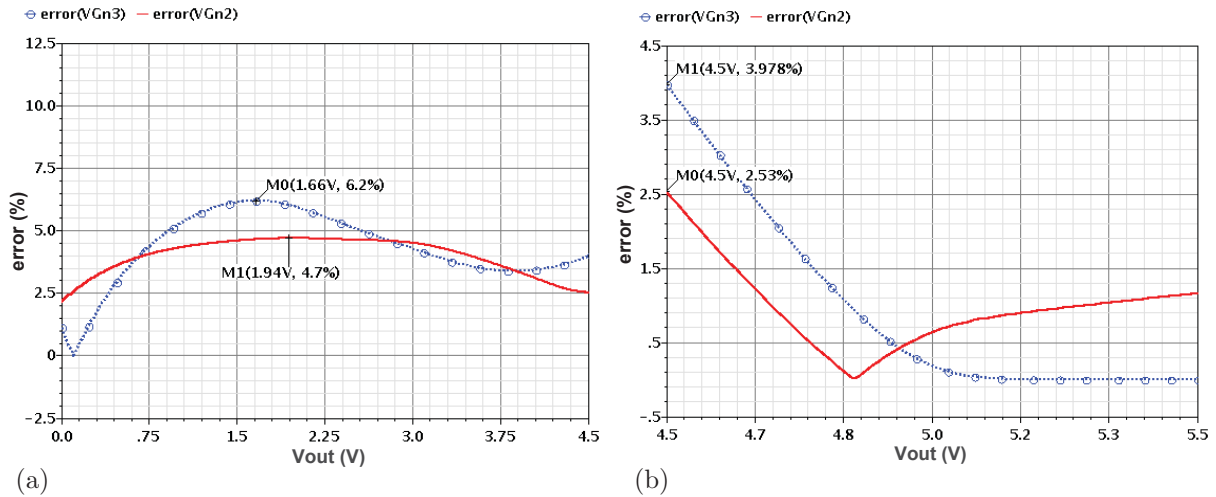 error(VGn3) error(VGn2)
12.5
10.0
7.5
5.0
2.5
0
−2.5
error (%)
M0(1.66V, 6.2%)
M1(1.94V, 4.7%)
0.0 .75 1.5 2.25 3.0 3.75 4.5
Vout (V)
(a)
error(VGn3) error(VGn2)
4.5
3.5
2.5
1.5
.5
−.5
error (%)
M1(4.5V, 3.978%)
M0(4.5V, 2.53%)
4.5 4.7 4.8 5.0 5.2 5.3 5.5
Vout (V)
(b)